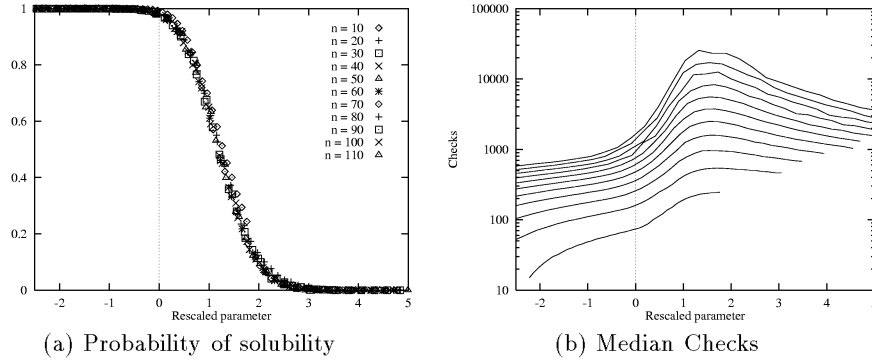 1
0.8
0.6
0.4
0.2
0
-2
-1
0
1
2
3
4
5
Rescaled parameter
n = 10
n = 20
n = 30
n = 40
n = 50
n = 60
n = 70
n = 80
n = 90
n = 100
n = 110
(a) Probability of solubility
100000
10000
1000
100
10
Checks
-2
-1
0
1
2
3
4
5
Rescaled parameter
(b) Median Checks